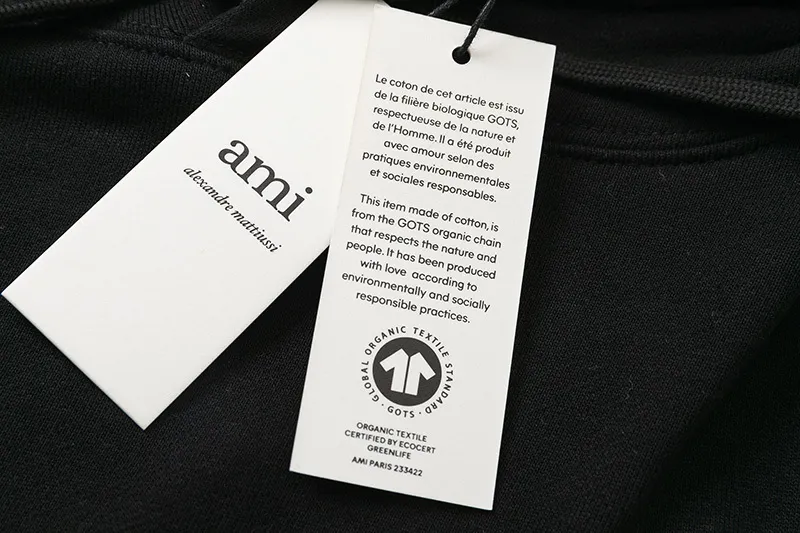 ami
alexandre mattiussi
Le coton de cet article est issu
de la filière biologique GOTS,
respectueuse de la nature et
de l'Homme. Il a été produit
avec amour selon des
pratiques environnementales
et sociales responsables.
This item made of cotton, is
from the GOTS organic chain
that respects the nature and
people. It has been produced
with love according to
environmentally and socially
responsible practices.
GLOBAL ORGANIC TEXTILE STANDARD
· GOTS ·
ORGANIC TEXTILE
CERTIFIED BY ECOCERT
GREENLIFE
AMI PARIS 233422